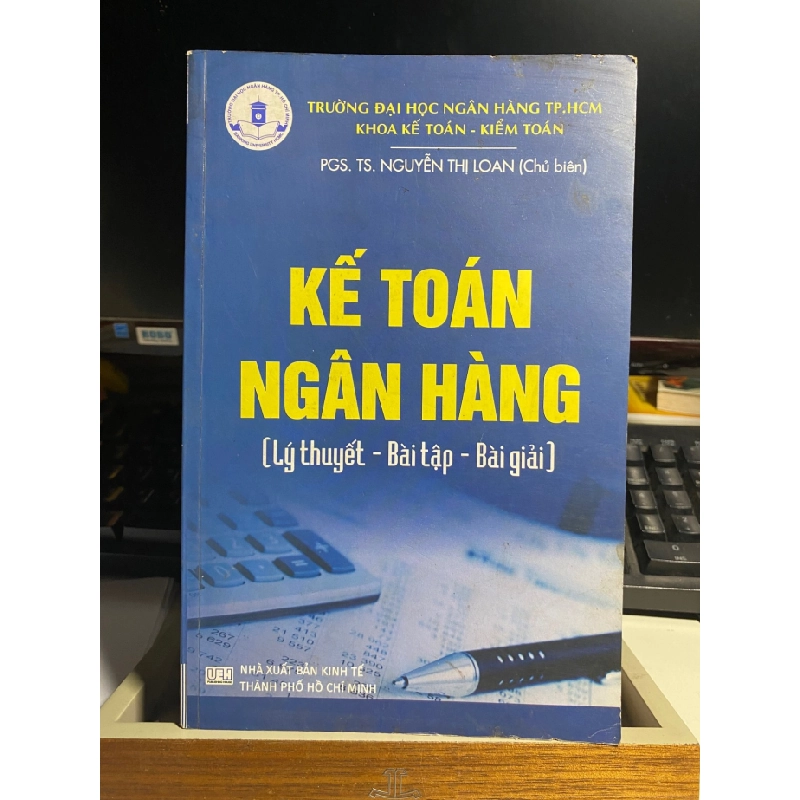 TRƯỜNG ĐẠI HỌC NGÂN HÀNG TP.HCM
KHOA KẾ TOÁN - KIỂM TOÁN
PGS. TS. NGUYỄN THỊ LOAN (Chủ biên)
KẾ TOÁN
NGÂN HÀNG
(Lý thuyết - Bài tập - Bài giải)
UEH
NHÀ XUẤT BẢN KINH TẾ
THÀNH PHỐ HỒ CHÍ MINH